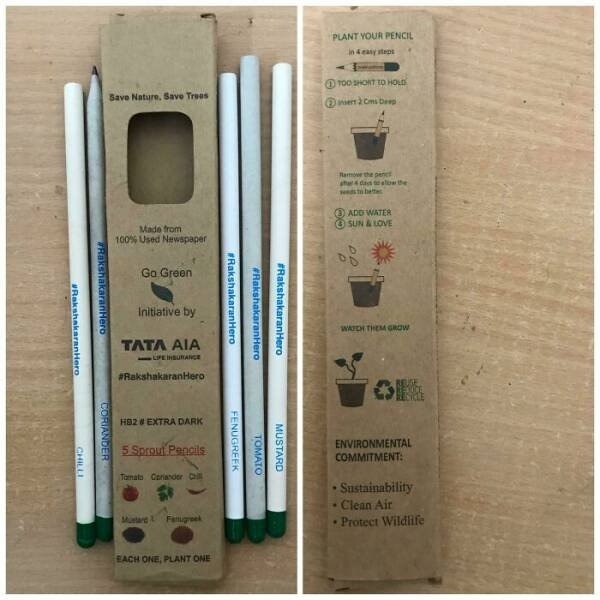 Save Nature, Save Trees
Made from
100% Used Newspaper
Go Green
Initiative by
TATA AIA
LIFE INSURANCE
#RakshakaranHero
HB2 # EXTRA DARK
5 Sprout Pencils
Tomato Coriander Chilli
Mustard Fenugreek
EACH ONE, PLANT ONE
#RakshakaranHero
CHILLI
#RakshakaranHero
CORIANDER
#RakshakaranHero
FENUGREEK
#RakshakaranHero
TOMATO
#RakshakaranHero
MUSTARD
PLANT YOUR PENCIL
in 4 easy steps
1 TOO SHORT TO HOLD
2 Insert 2 Cms Deep
Remove the pencil
after 4 days to allow the
seeds to better.
3 ADD WATER
4 SUN & LOVE
WATCH THEM GROW
REUSE
REDUCE
RECYCLE
ENVIRONMENTAL
COMMITMENT:
• Sustainability
• Clean Air
• Protect Wildlife